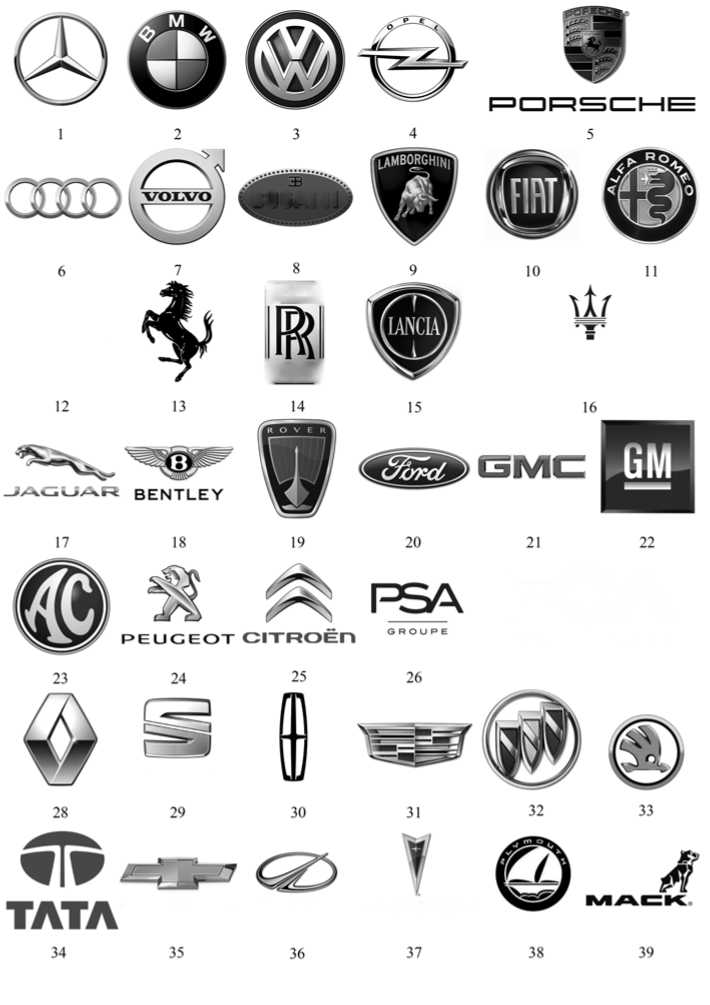 BMW
OPEL
PORSCHE
PORSCHE
1
2
3
4
5
VOLVO
LAMBORGHINI
FIAT
ALFA ROMEO
6
7
8
9
10
11
RR
LANCIA
12
13
14
15
16
JAGUAR
B
BENTLEY
ROVER
Ford
GMC
GM
17
18
19
20
21
22
AC
PEUGEOT
CITROËN
PSA
GROUPE
23
24
25
26
28
29
30
31
32
33
TATA
PLYMOUTH
MACK
34
35
36
37
38
39